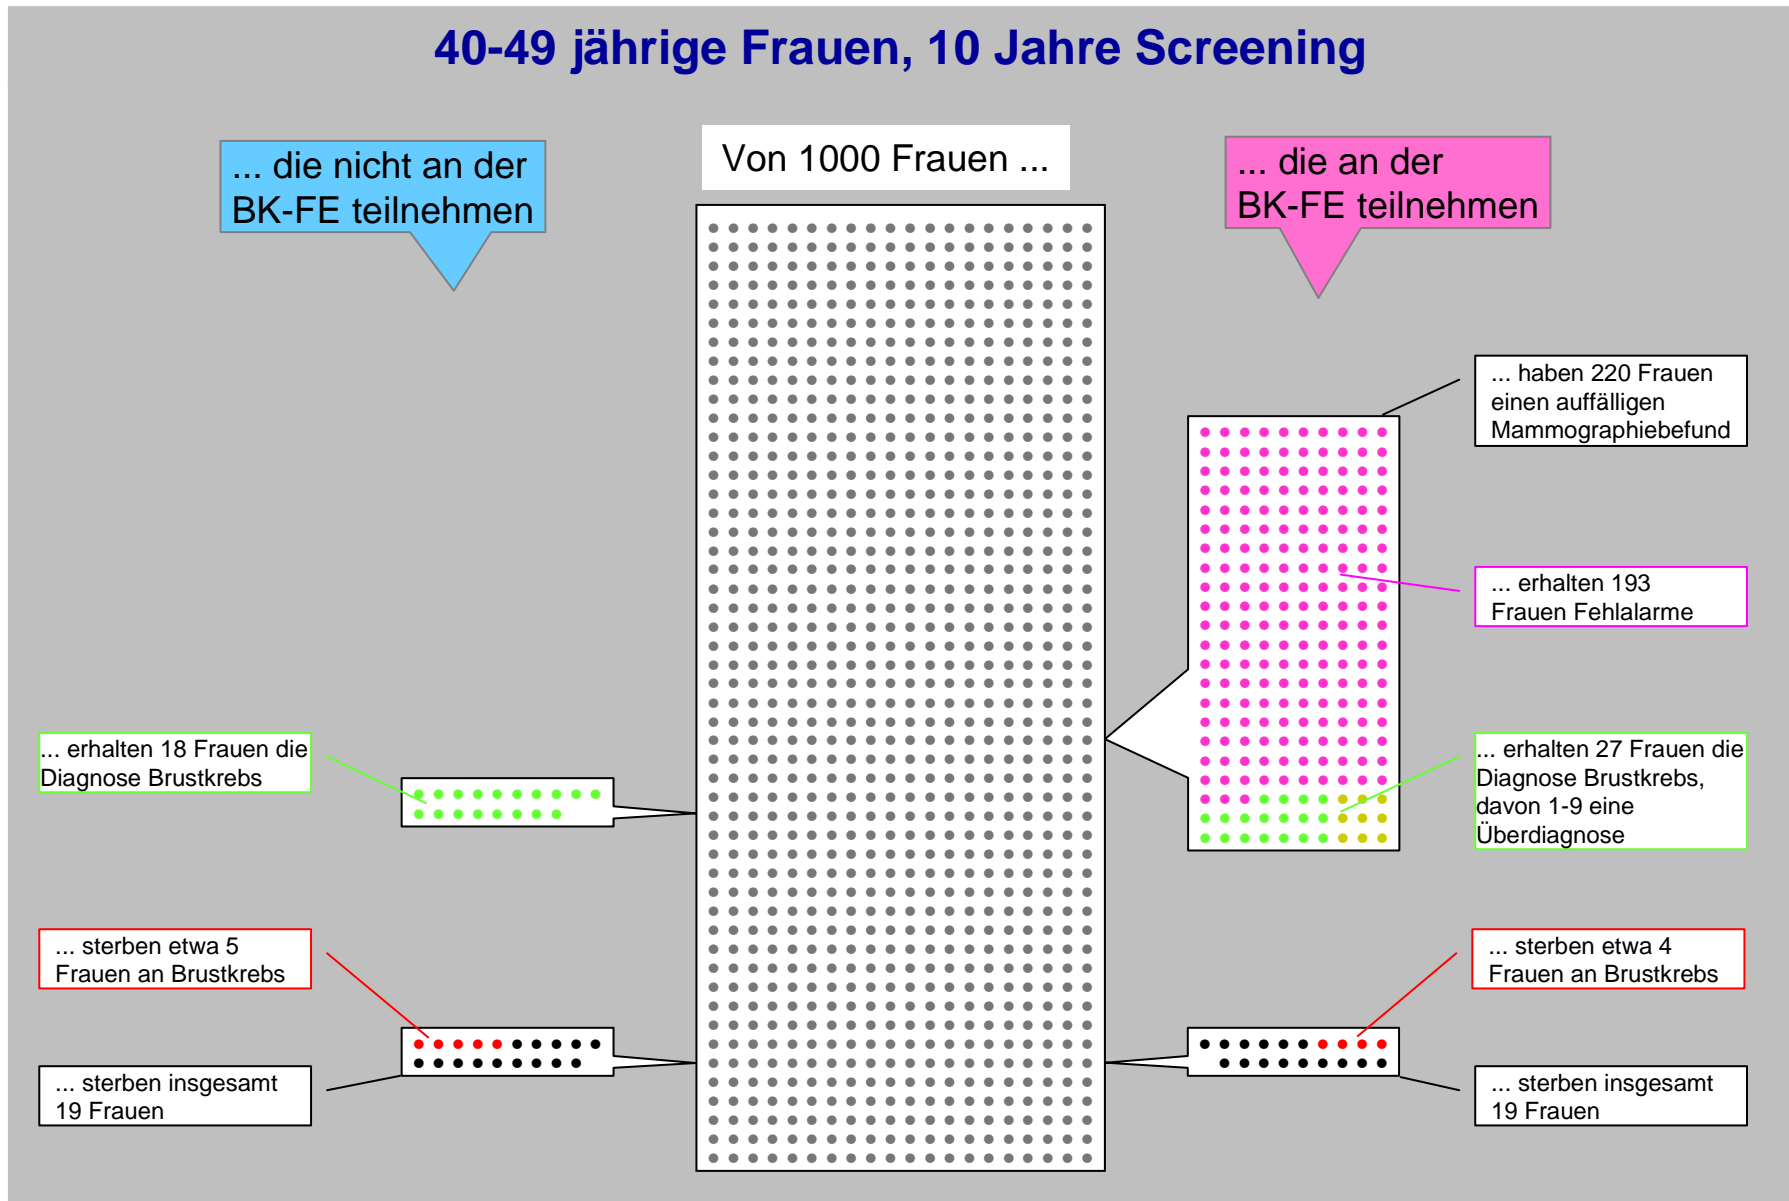 40-49 jährige Frauen, 10 Jahre Screening
... die nicht an der
BK-FE teilnehmen
Von 1000 Frauen ...
... die an der
BK-FE teilnehmen
... haben 220 Frauen
einen auffälligen
Mammographiebefund
... erhalten 193
Frauen Fehlalarme
... erhalten 18 Frauen die
Diagnose Brustkrebs
... erhalten 27 Frauen die
Diagnose Brustkrebs,
davon 1-9 eine
Überdiagnose
... sterben etwa 5
Frauen an Brustkrebs
... sterben etwa 4
Frauen an Brustkrebs
... sterben insgesamt
19 Frauen
... sterben insgesamt
19 Frauen